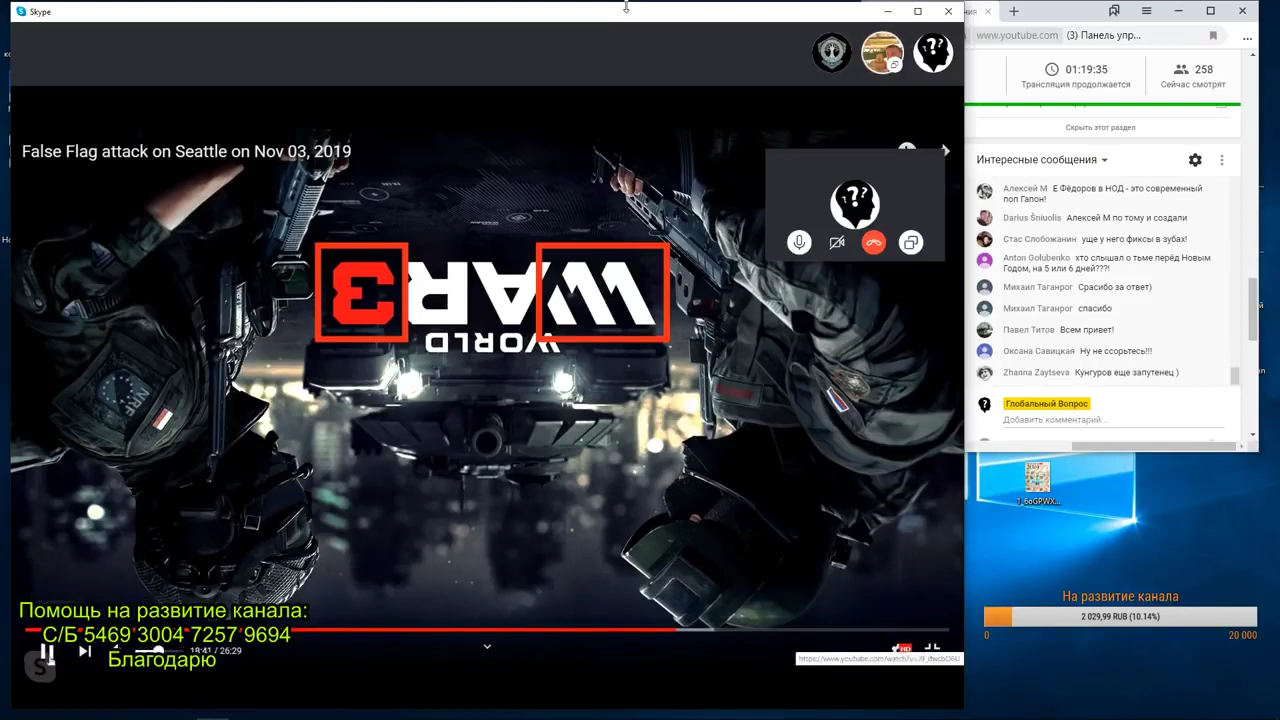 Skype
False Flag attack on Seattle on Nov 03, 2019
WAR 3
WORLD
NRF
Помощь на развитие канала:
С/Б 5469 3004 7257 9694
Благодарю
18:41 / 26:29
HD
www.youtube.com
(3) Панель упр...
01:19:35
Трансляция продолжается
258
Сейчас смотрят
Скрыть этот раздел
Интересные сообщения
Алексей М Е Фёдоров в НОД - это современный
поп Гапон!
Darius Šniuolis Алексей М по тому и создали
Стас Слобожанин уще у него фиксы в зубах!
Anton Golubenko хто слышал о тьме перёд Новым
Годом, на 5 или 6 дней???!
Михаил Таганрог Срасибо за ответ)
Михаил Таганрог спасибо
Павел Титов Всем привет!
Оксана Савицкая Ну не ссорьтесь!!!
Zhanna Zaytseva Кунгуров еще запутенец )
Глобальный Вопрос
Добавить комментарий...
На развитие канала
2 029,99 RUB (10.14%)
0
20 000